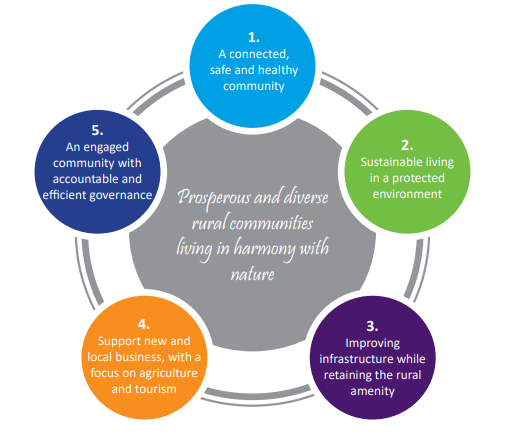 1.
A connected,
safe and healthy
community
2.
Sustainable living
in a protected
environment
3.
Improving
infrastructure while
retaining the rural
amenity
4.
Support new and
local business, with a
focus on agriculture
and tourism
5.
An engaged
community with
accountable and
efficient governance
Prosperous and diverse
rural communities
living in harmony with
nature